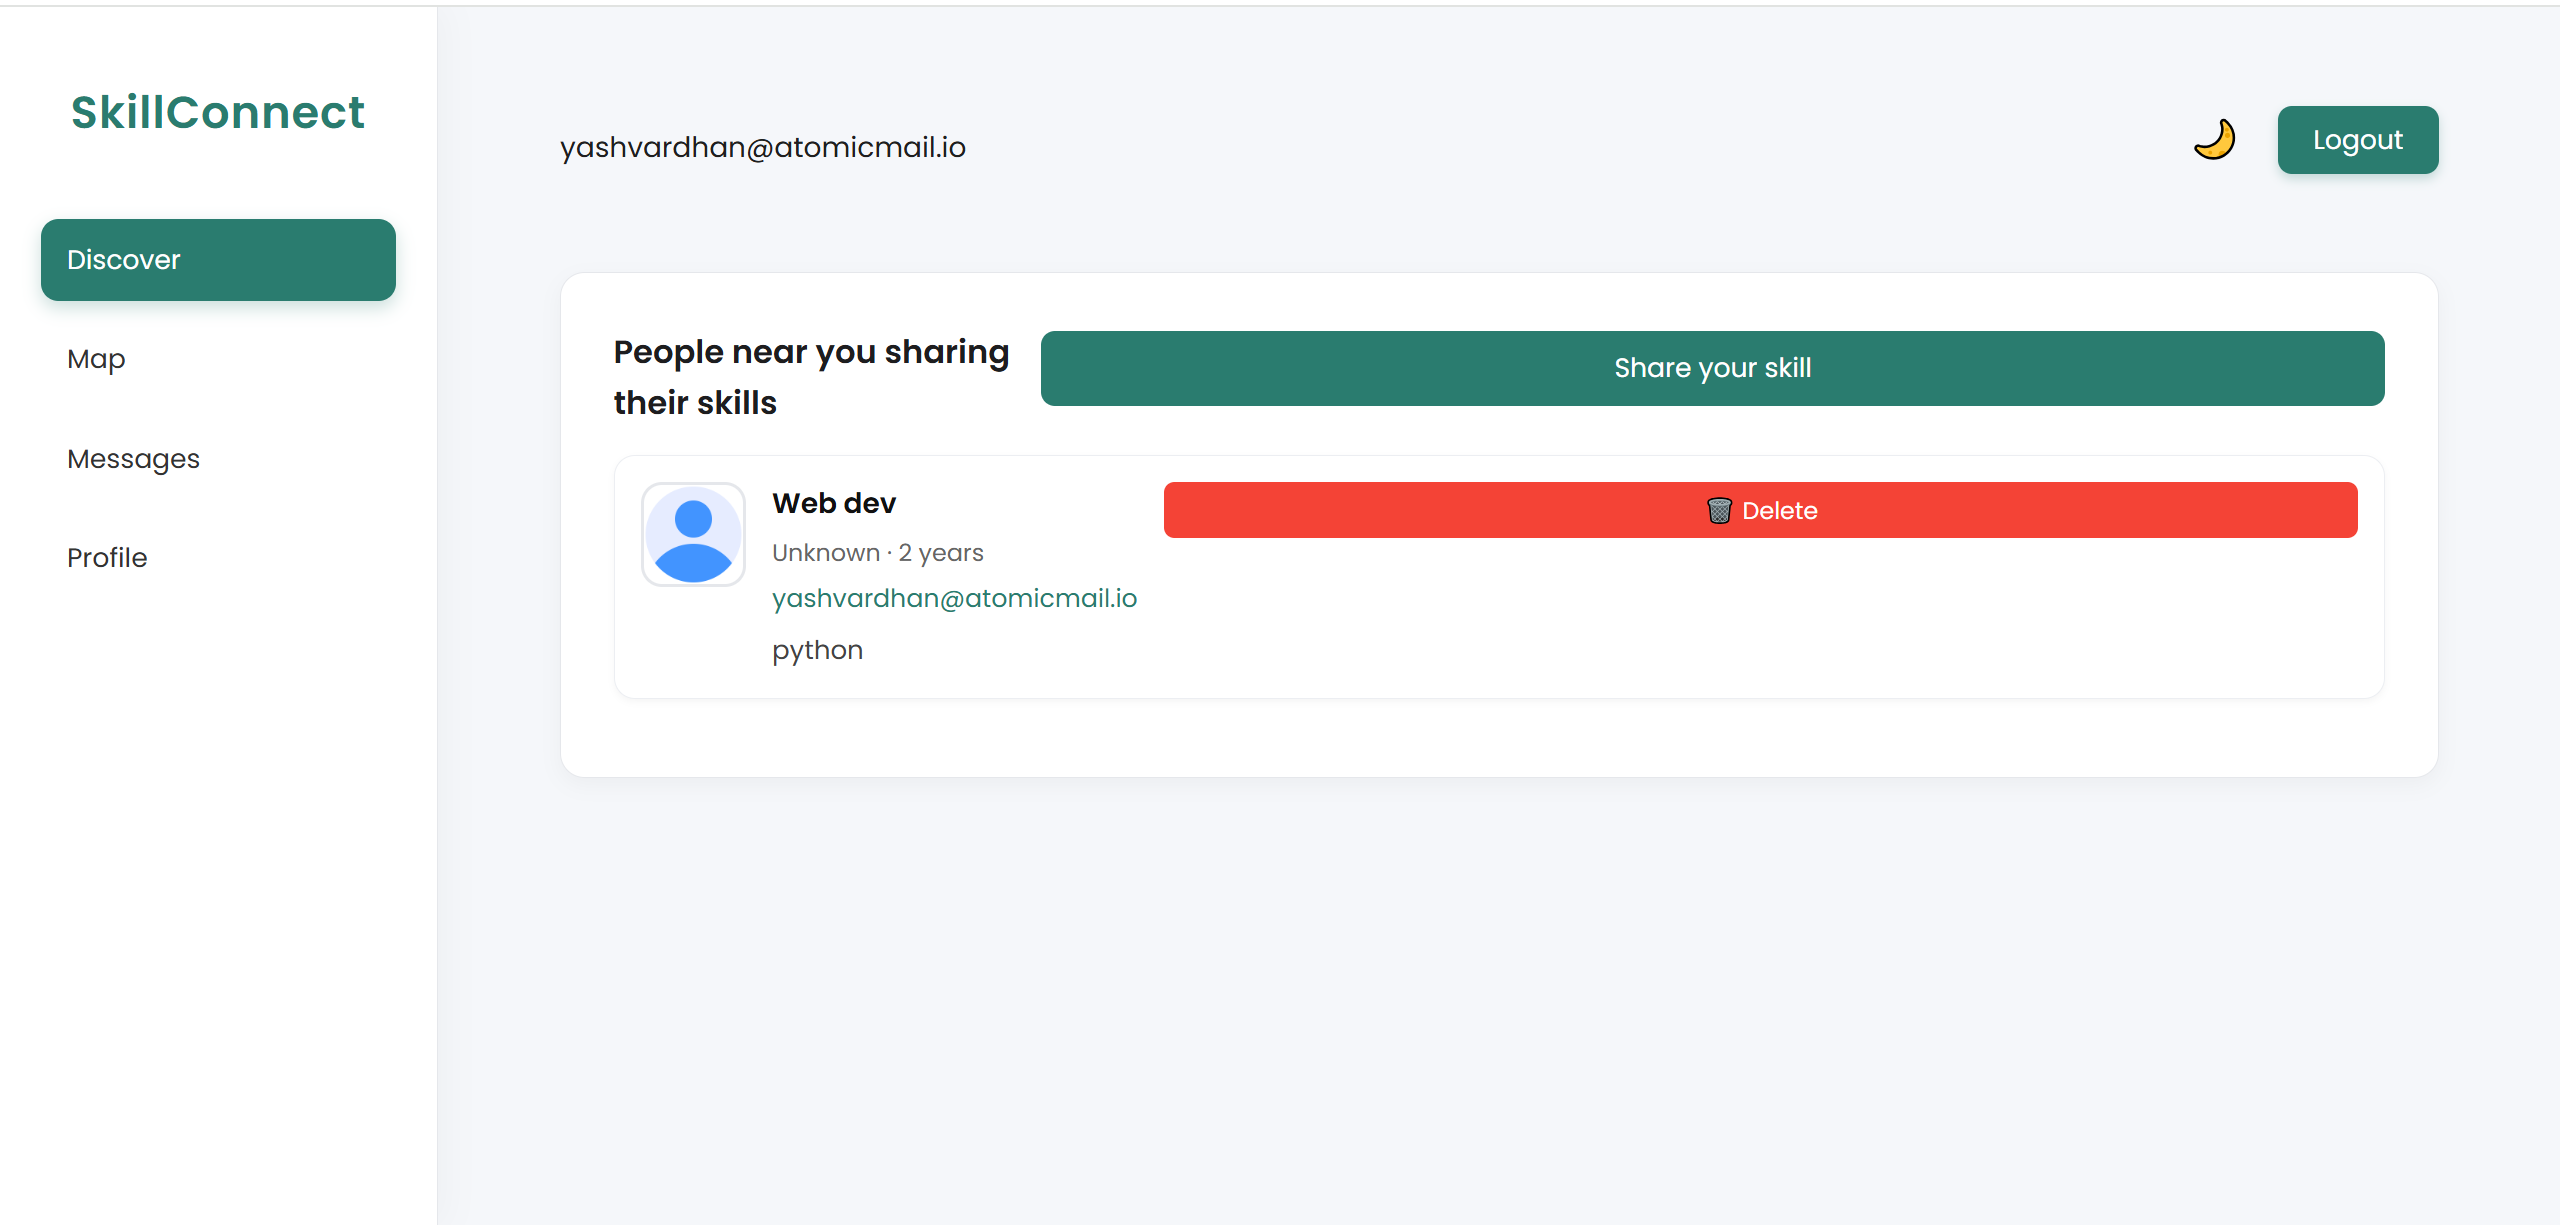 SkillConnect
yashvardhan@atomicmail.io
Logout
Discover
Map
Messages
Profile
People near you sharing
their skills
Share your skill
Web dev
Delete
Unknown · 2 years
yashvardhan@atomicmail.io
python